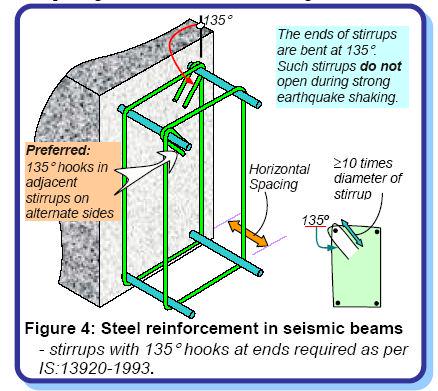 135°
The ends of stirrups
are bent at 135°.
Such stirrups do not
open during strong
earthquake shaking.
Preferred:
135° hooks in
adjacent
stirrups on
alternate sides
Horizontal
Spacing
≥10 times
diameter of
stirrup
135º
Figure 4: Steel reinforcement in seismic beams
- stirrups with 135° hooks at ends required as per
IS:13920-1993.